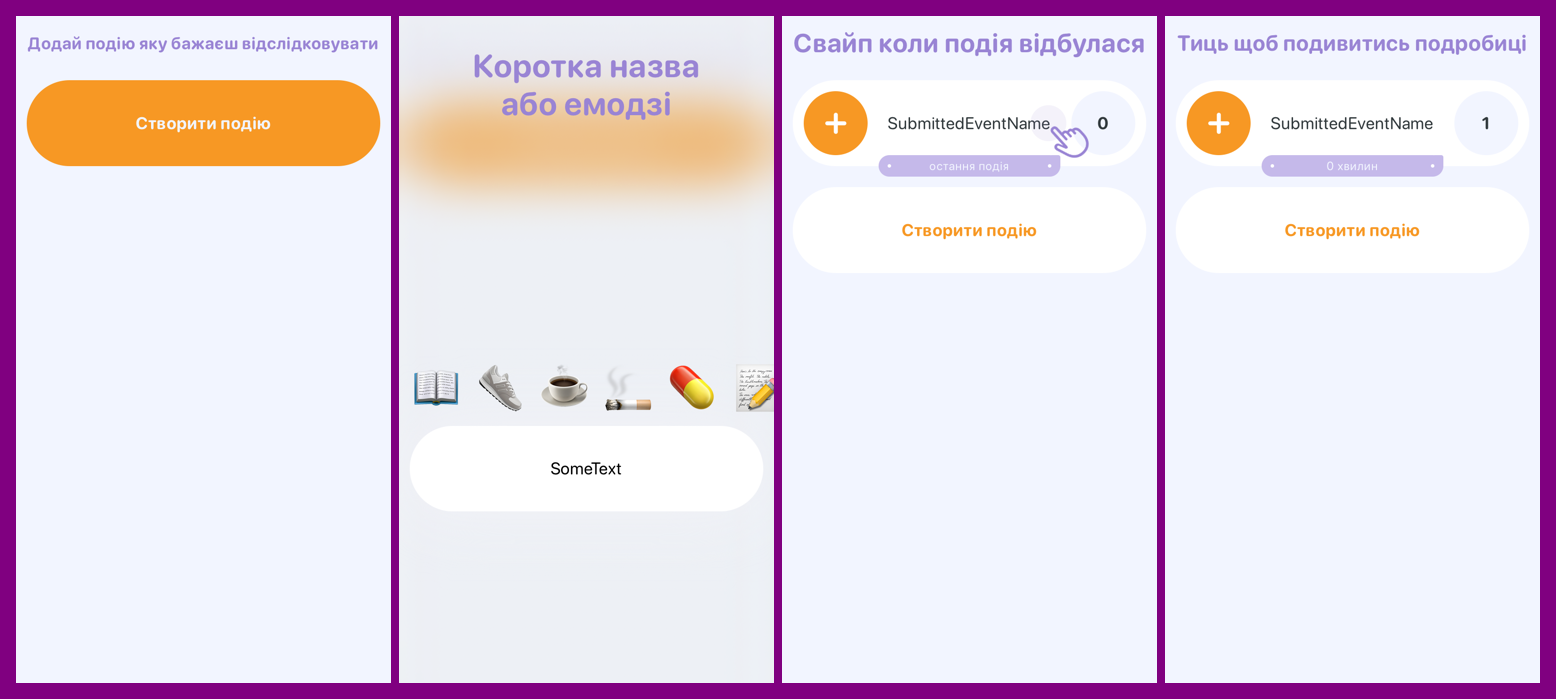 Додай подію яку бажаєш відслідковувати
Створити подію
Коротка назва
або емодзі
SomeText
Свайп коли подія відбулася
SubmittedEventName
0
остання подія
Створити подію
Тиць щоб подивитись подробиці
SubmittedEventName
1
0 хвилин
Створити подію